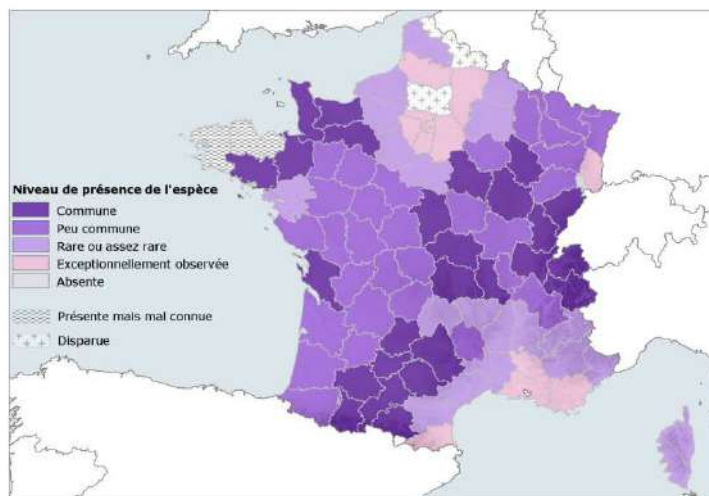 Niveau de présence de l'espèce
Commune
Peu commune
Rare ou assez rare
Exceptionnellement observée
Absente
Présente mais mal connue
Disparue